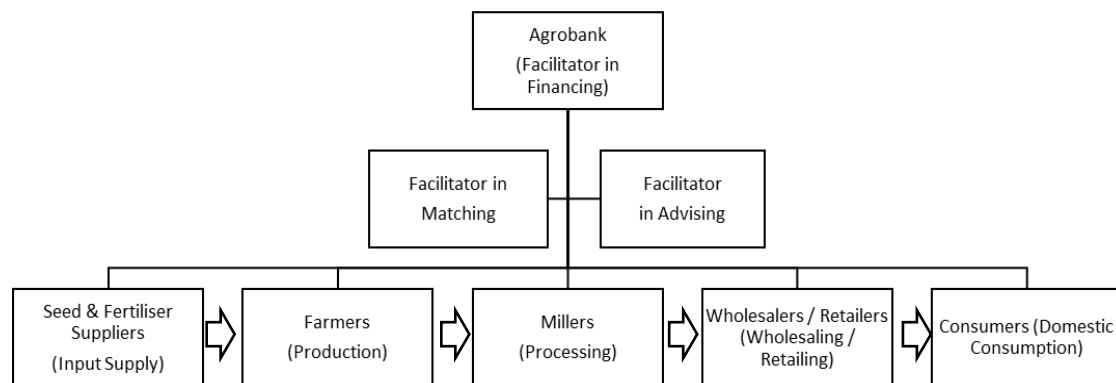 Agrobank
(Facilitator in
Financing)
Facilitator in
Matching
Facilitator
in Advising
Seed & Fertiliser
Suppliers
(Input Supply)
Farmers
(Production)
Millers
(Processing)
Wholesalers / Retailers
(Wholesaling /
Retailing)
Consumers (Domestic
Consumption)